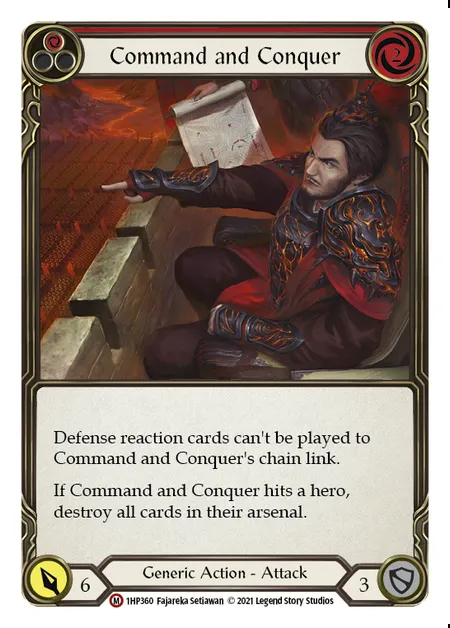 Command and Conquer
2
Defense reaction cards can't be played to
Command and Conquer's chain link.
If Command and Conquer hits a hero,
destroy all cards in their arsenal.
6
Generic Action - Attack
3
M 1HP360 Fajareka Setiawan © 2021 Legend Story Studios